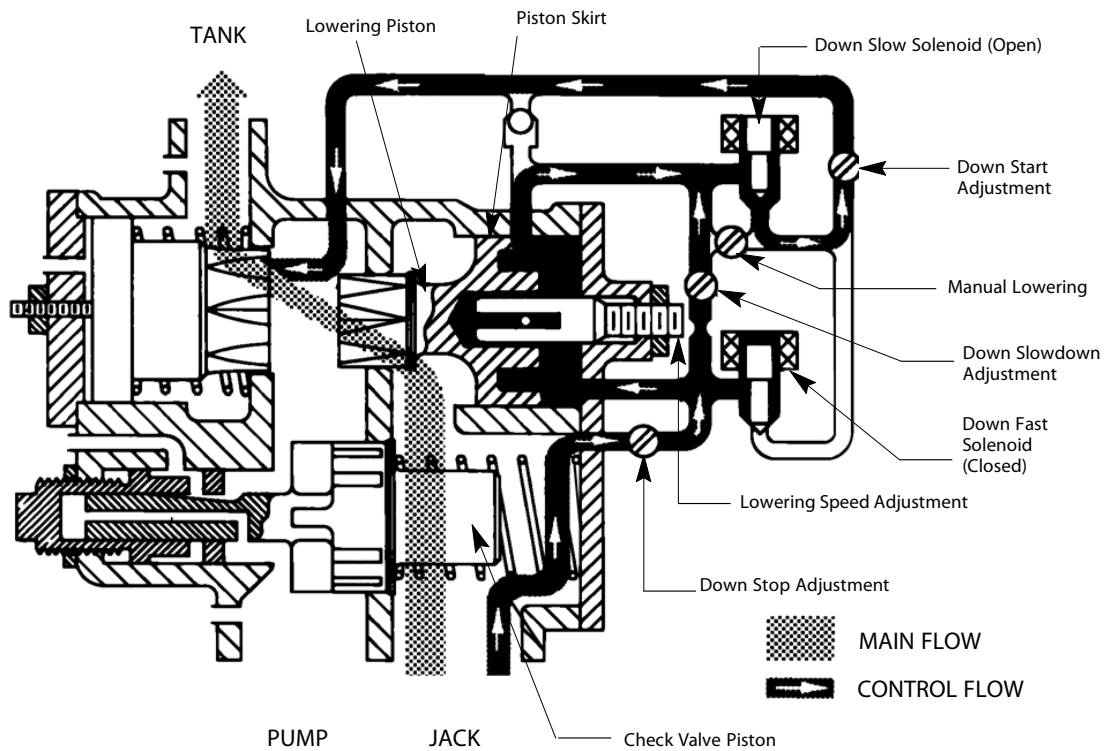 TANK
Lowering Piston
Piston Skirt
Down Slow Solenoid (Open)
Down Start
Adjustment
Manual Lowering
Down Slowdown
Adjustment
Down Fast
Solenoid
(Closed)
Lowering Speed Adjustment
Down Stop Adjustment
MAIN FLOW
CONTROL FLOW
PUMP
JACK
Check Valve Piston